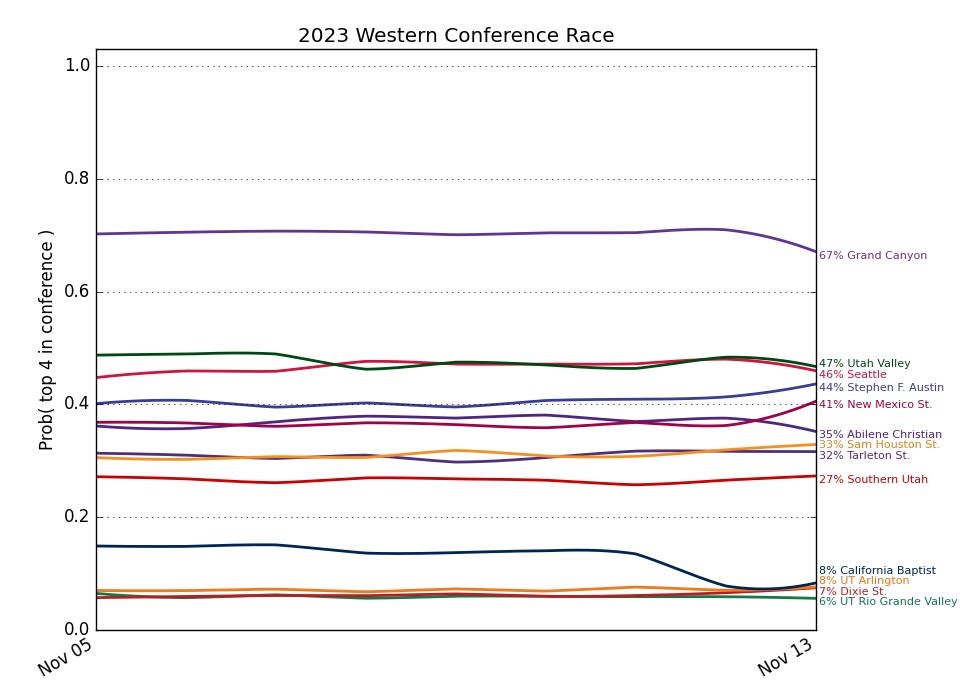 2023 Western Conference Race
Prob( top 4 in conference )
1.0
0.8
0.6
0.4
0.2
0.0
Nov 05
Nov 13
67% Grand Canyon
47% Utah Valley
46% Seattle
44% Stephen F. Austin
41% New Mexico St.
35% Abilene Christian
33% Sam Houston St.
32% Tarleton St.
27% Southern Utah
8% California Baptist
8% UT Arlington
7% Dixie St.
6% UT Rio Grande Valley